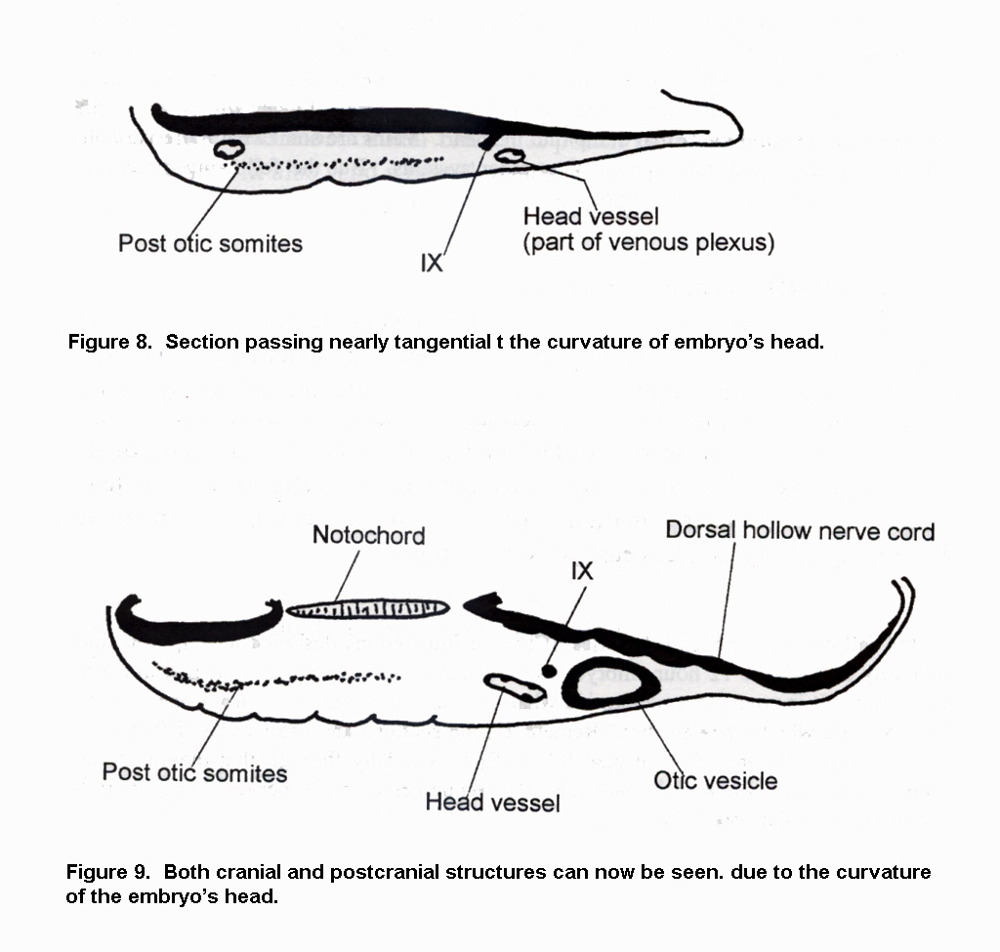 Post otic somites
IX
Head vessel
(part of venous plexus)
Figure 8.  Section passing nearly tangential t the curvature of embryo's head.
Notochord
Dorsal hollow nerve cord
IX
Post otic somites
Head vessel
Otic vesicle
Figure 9.  Both cranial and postcranial structures can now be seen. due to the curvature
of the embryo's head.